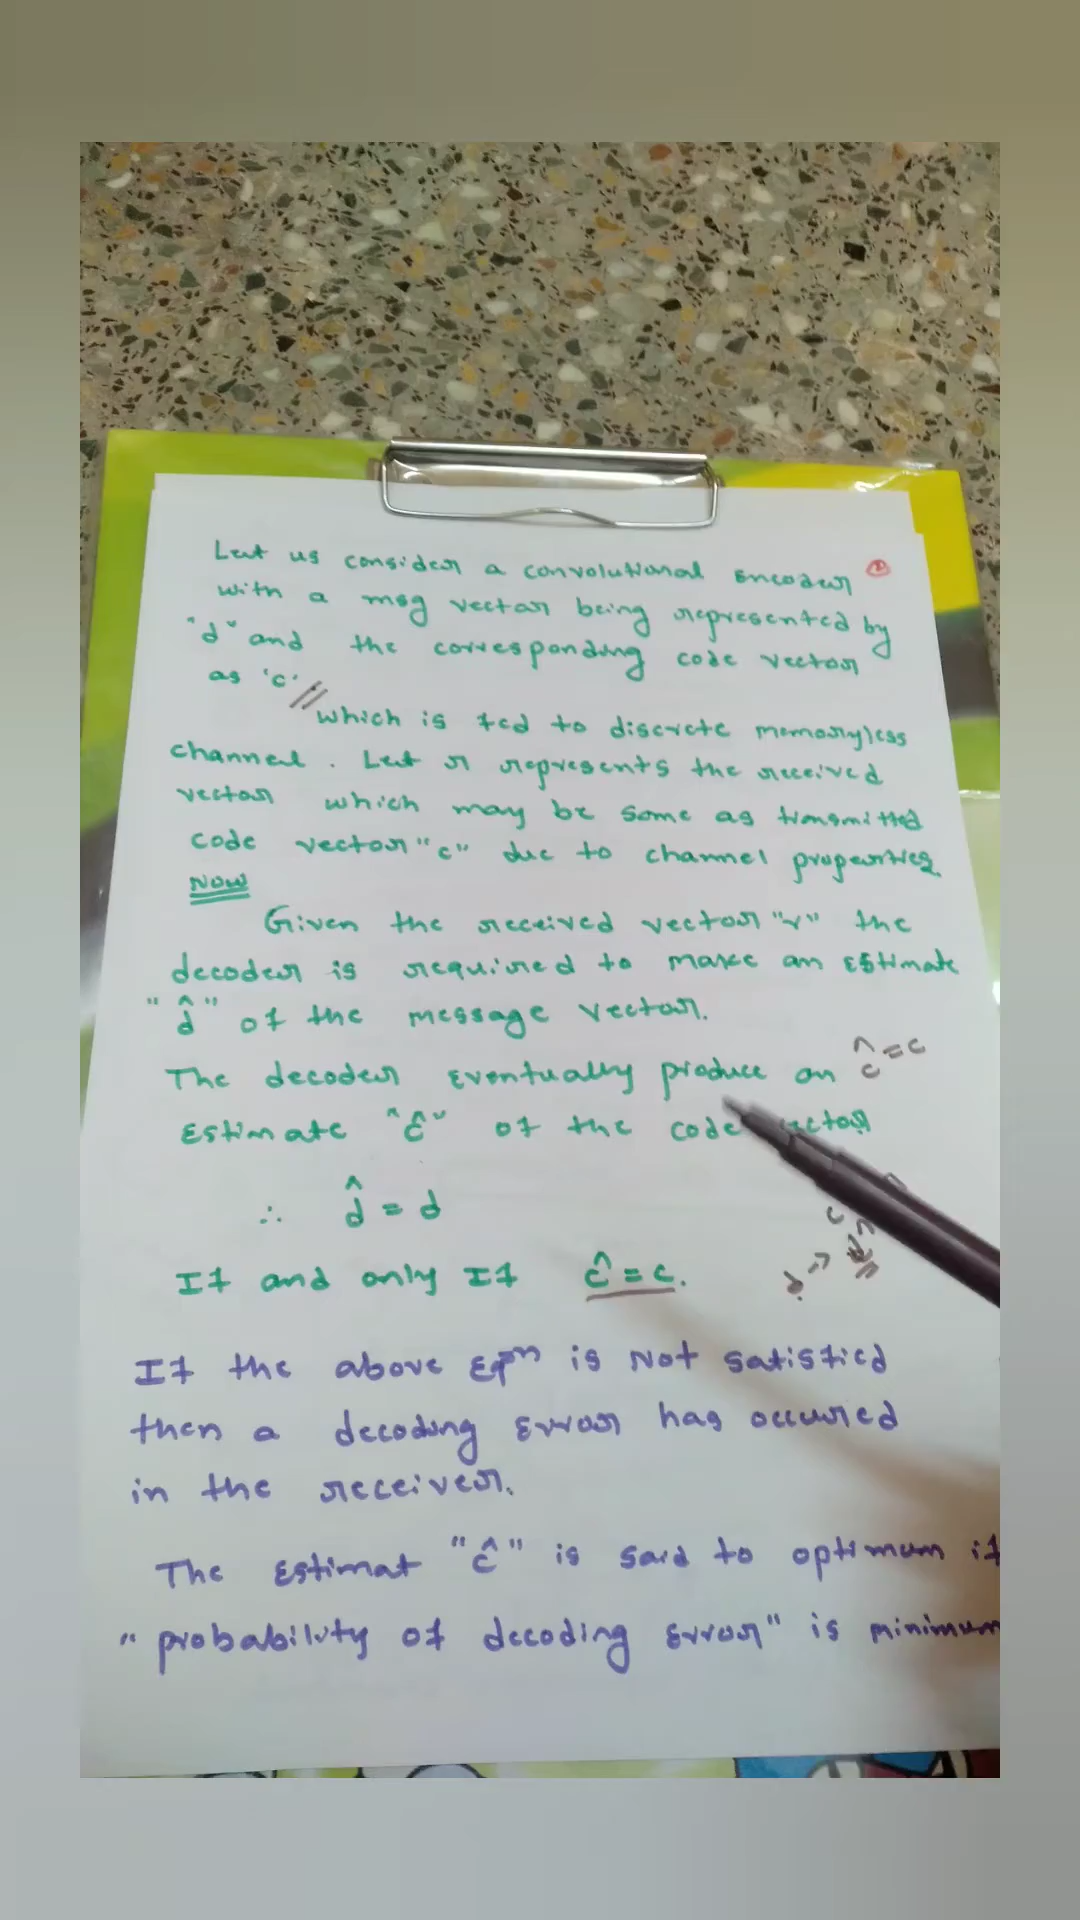 Let us consider a convolutional Encoder
with a msg vector being represented by
"d" and the corresponding code vector
as 'c'
which is fed to discrete memoryless
channel. Let r represents the received
vector which may be same as transmitted
code vector "c" due to channel properties.
Now
Given the received vector "r" the
decoder is required to make an Estimate
"d̂" of the message vector.
The decoder Eventually produce an
ĉ = c
Estimate "ĉ" of the code
∴ d̂ = d
If and only If ĉ = c.
If the above Eqⁿ is Not satisfied
then a decoding Error has occured
in the receiver.
The Estimat "ĉ" is said to optimum if
"probability of decoding Error" is minimum